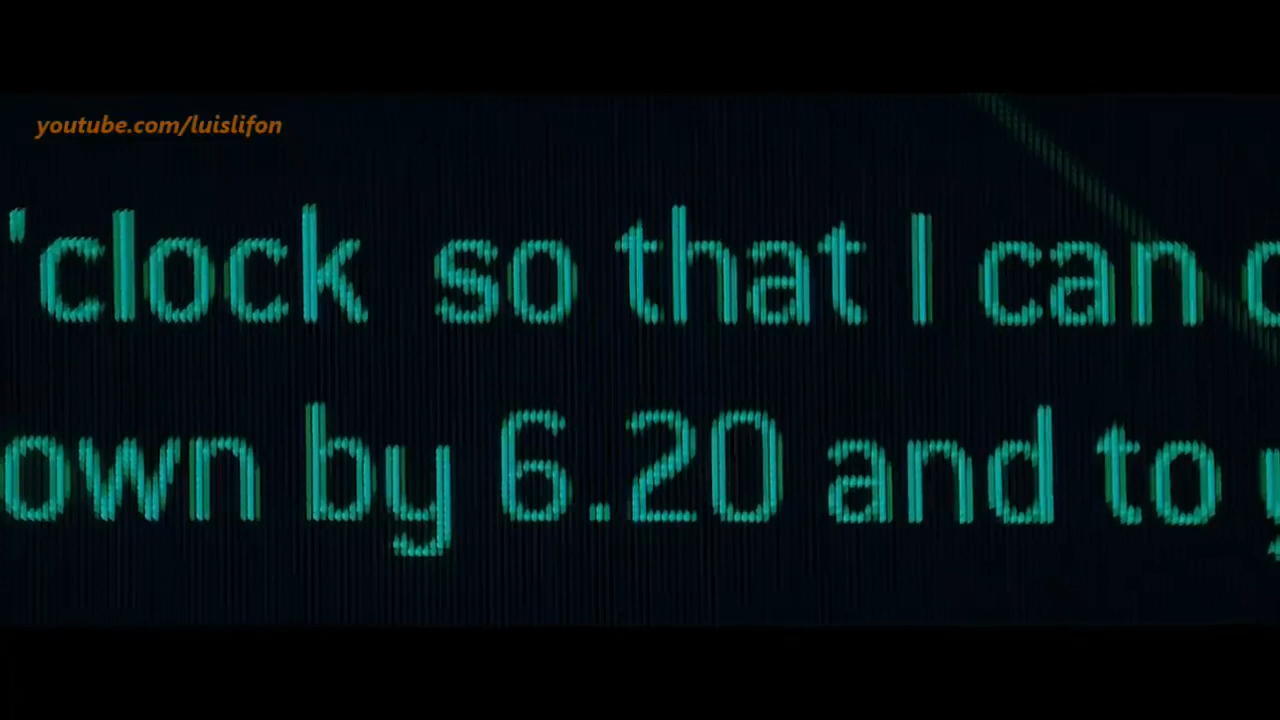 youtube.com/luislifon
'clock so that I can
own by 6.20 and to